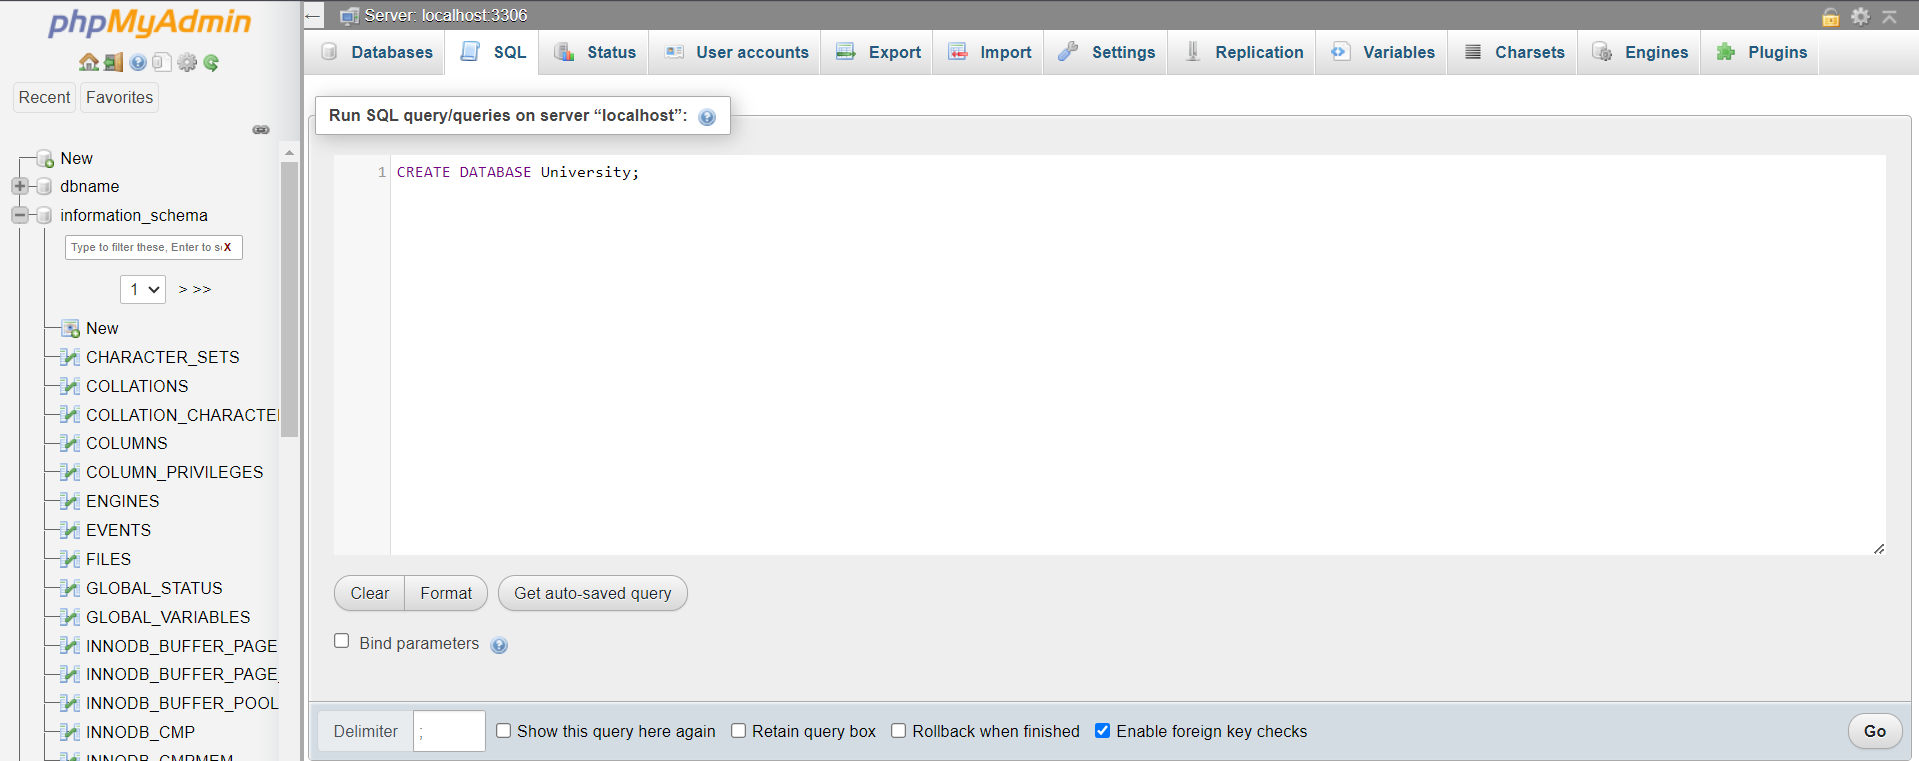 phpMyAdmin
Recent Favorites
New
dbname
information_schema
Type to filter these, Enter to s X
1 > >>
New
CHARACTER_SETS
COLLATIONS
COLLATION_CHARACTE
COLUMNS
COLUMN_PRIVILEGES
ENGINES
EVENTS
FILES
GLOBAL_STATUS
GLOBAL_VARIABLES
INNODB_BUFFER_PAGE
INNODB_BUFFER_PAGE_
INNODB_BUFFER_POOL
INNODB_CMP
INNODB_CMPMEM
Server: localhost:3306
Databases SQL Status User accounts Export Import Settings Replication Variables Charsets Engines Plugins
Run SQL query/queries on server “localhost”:
1 CREATE DATABASE University;
Clear Format Get auto-saved query
Bind parameters
Delimiter ; Show this query here again Retain query box Rollback when finished Enable foreign key checks Go